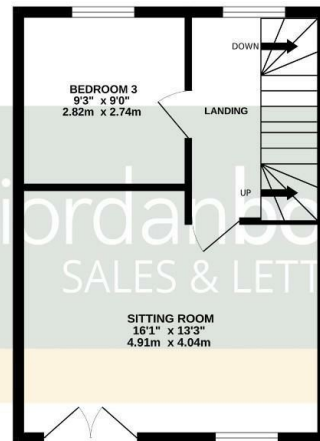 DOWN
BEDROOM 3
9'3" x 9'0"
2.82m x 2.74m
LANDING
UP
SALES & LETT
SITTING ROOM
16'1" x 13'3"
4.91m x 4.04m